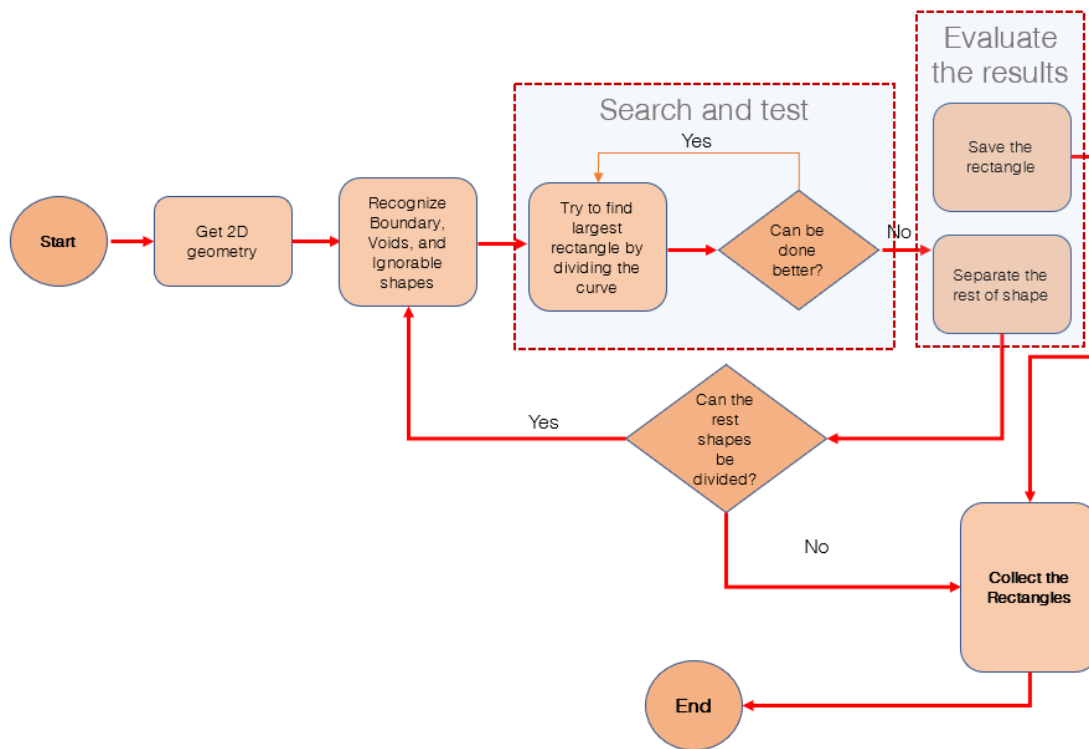 Evaluate
the results
Search and test
Yes
Save the
rectangle
Start
Get 2D
geometry
Recognize
Boundary,
Voids, and
Ignorable
shapes
Try to find
largest
rectangle by
dividing the
curve
Can be
done
better?
No
Separate the
rest of shape
Can the
rest
shapes
be
divided?
Yes
No
Collect the
Rectangles
End